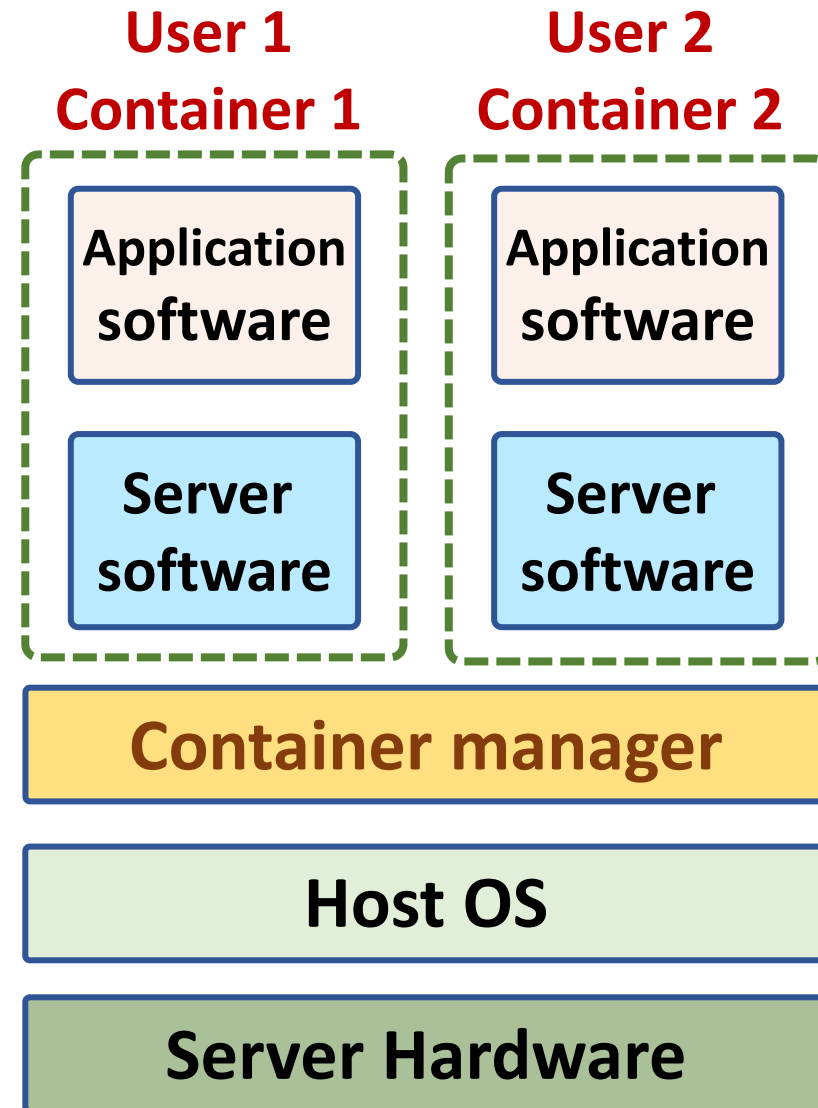 User 1
Container 1
User 2
Container 2
Application
software
Application
software
Server
software
Server
software
Container manager
Host OS
Server Hardware